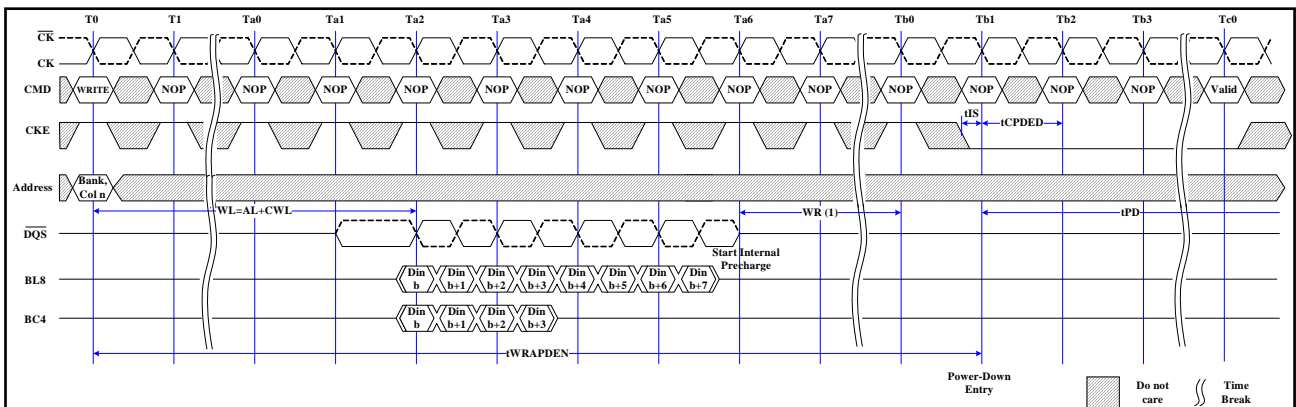 T0 T1 Ta0 Ta1 Ta2 Ta3 Ta4 Ta5 Ta6 Ta7 Tb0 Tb1 Tb2 Tb3 Tc0
CK
CK
CMD WRITE NOP NOP NOP NOP NOP NOP NOP NOP NOP NOP NOP NOP NOP Valid
tIS
CKE tCPDED
Address Bank,
Col n
WL=AL+CWL WR (1) tPD
DQS
Start Internal
Precharge
BL8 Din Din Din Din Din Din Din Din
b b+1 b+2 b+3 b+4 b+5 b+6 b+7
BC4 Din Din Din Din
b b+1 b+2 b+3
tWRAPDEN
Power-Down
Entry
Do not
care
Time
Break